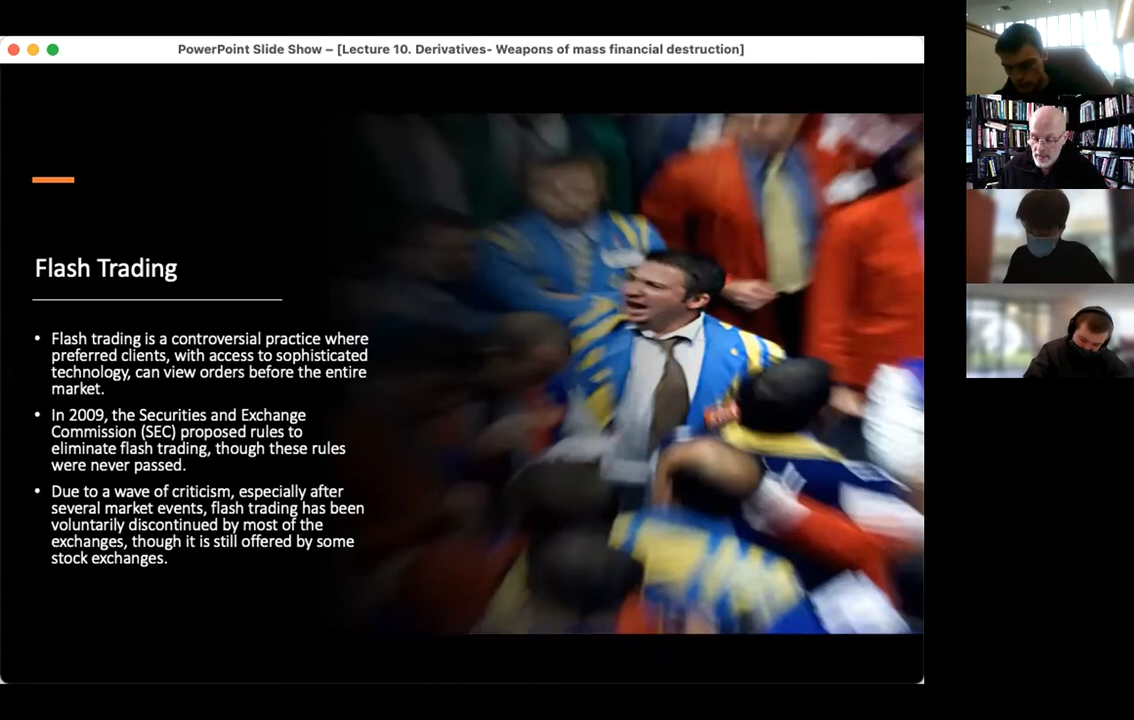 PowerPoint Slide Show – [Lecture 10. Derivatives- Weapons of mass financial destruction]
Flash Trading
• Flash trading is a controversial practice where
preferred clients, with access to sophisticated
technology, can view orders before the entire
market.
• In 2009, the Securities and Exchange
Commission (SEC) proposed rules to
eliminate flash trading, though these rules
were never passed.
• Due to a wave of criticism, especially after
several market events, flash trading has been
voluntarily discontinued by most of the
exchanges, though it is still offered by some
stock exchanges.